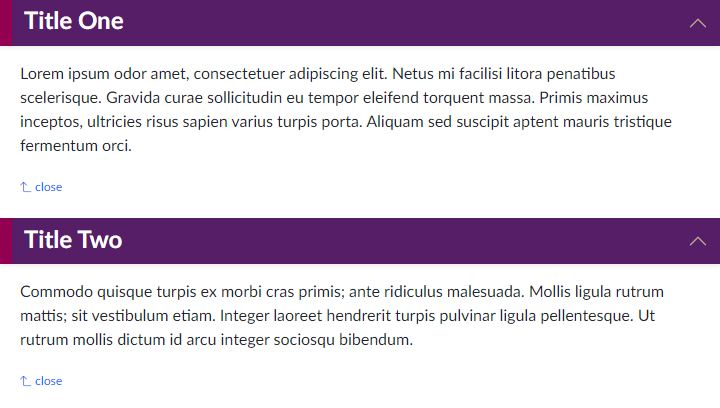 Title One
Lorem ipsum odor amet, consectetuer adipiscing elit. Netus mi facilisi litora penatibus
scelerisque. Gravida curae sollicitudin eu tempor eleifend torquent massa. Primis maximus
inceptos, ultricies risus sapien varius turpis porta. Aliquam sed suscipit aptent mauris tristique
fermentum orci.
close
Title Two
Commodo quisque turpis ex morbi cras primis; ante ridiculus malesuada. Mollis ligula rutrum
mattis; sit vestibulum etiam. Integer laoreet hendrerit turpis pulvinar ligula pellentesque. Ut
rutrum mollis dictum id arcu integer sociosqu bibendum.
close